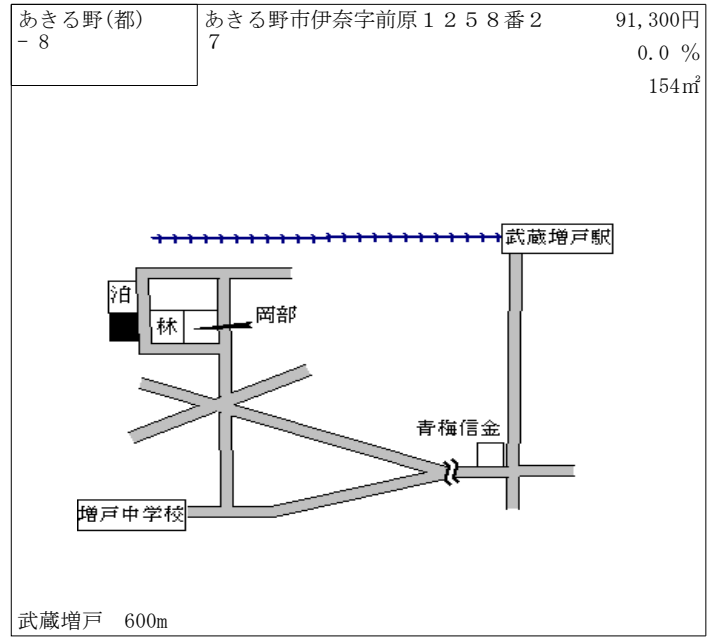 あきる野(都)
- 8
あきる野市伊奈字前原１２５８番２
7
91,300円
0.0 %
154㎡
武蔵増戸駅
泊
林
岡部
青梅信金
増戸中学校
武蔵増戸 600m